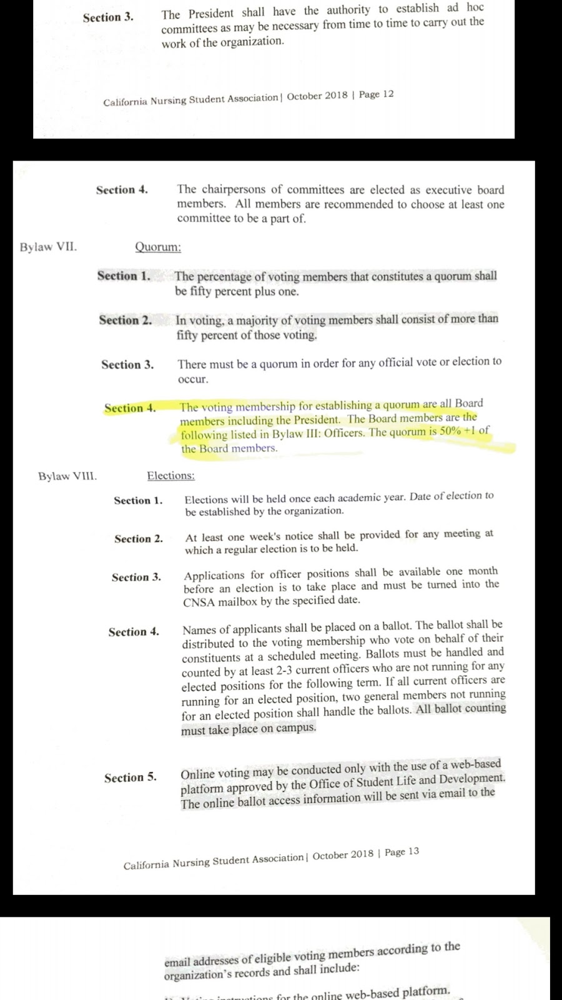 Section 3. The President shall have the authority to establish ad hoc
committees as may be necessary from time to time to carry out the
work of the organization.
California Nursing Student Association| October 2018 | Page 12
Section 4. The chairpersons of committees are elected as executive board
members. All members are recommended to choose at least one
committee to be a part of.
Bylaw VII. Quorum:
Section 1. The percentage of voting members that constitutes a quorum shall
be fifty percent plus one.
Section 2. In voting, a majority of voting members shall consist of more than
fifty percent of those voting.
Section 3. There must be a quorum in order for any official vote or election to
occur.
Section 4. The voting membership for establishing a quorum are all Board
members including the President. The Board members are the
following listed in Bylaw III: Officers. The quorum is 50% +1 of
the Board members.
Bylaw VIII. Elections:
Section 1. Elections will be held once each academic year. Date of election to
be established by the organization.
Section 2. At least one week's notice shall be provided for any meeting at
which a regular election is to be held.
Section 3. Applications for officer positions shall be available one month
before an election is to take place and must be turned into the
CNSA mailbox by the specified date.
Section 4. Names of applicants shall be placed on a ballot. The ballot shall be
distributed to the voting membership who vote on behalf of their
constituents at a scheduled meeting. Ballots must be handled and
counted by at least 2-3 current officers who are not running for any
elected positions for the following term. If all current officers are
running for an elected position, two general members not running
for an elected position shall handle the ballots. All ballot counting
must take place on campus.
Section 5. Online voting may be conducted only with the use of a web-based
platform approved by the Office of Student Life and Development.
The online ballot access information will be sent via email to the
California Nursing Student Association| October 2018 | Page 13
email addresses of eligible voting members according to the
organization's records and shall include:
for the online web-based platform.